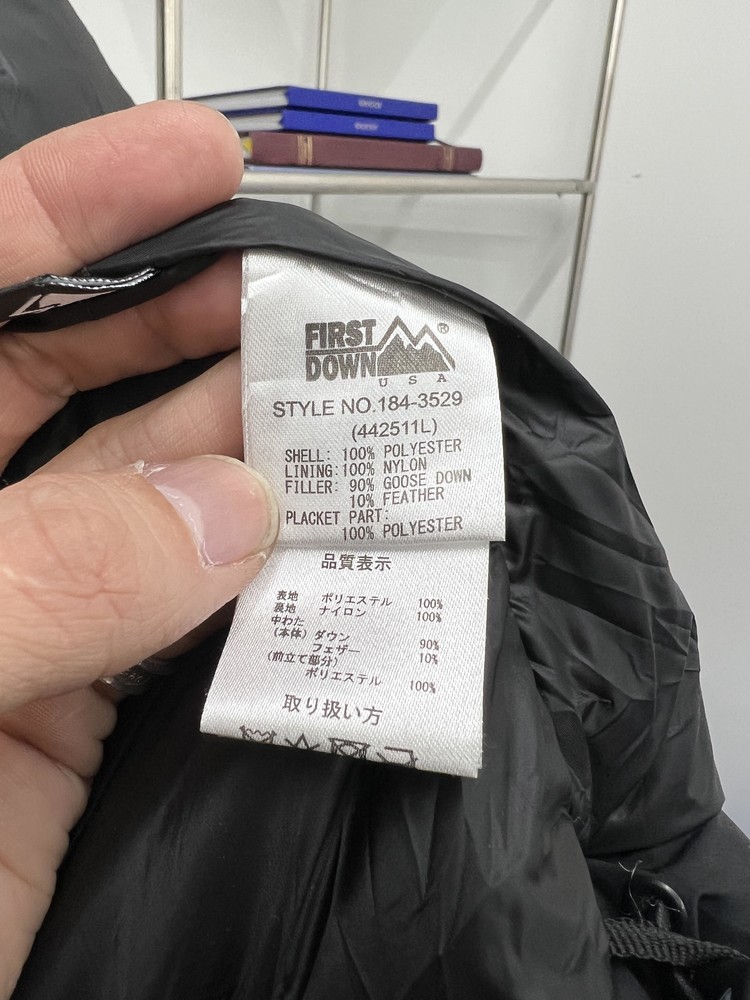 FIRST
DOWN®
U S A
STYLE NO.184-3529
(442511L)
SHELL: 100% POLYESTER
LINING:100% NYLON
FILLER: 90% GOOSE DOWN
10% FEATHER
PLACKET PART:
100% POLYESTER
品質表示
表地 ポリエステル 100%
裏地 ナイロン 100%
中わた
(本体) ダウン 90%
フェザー 10%
(前立て部分)
ポリエステル 100%
取り扱い方